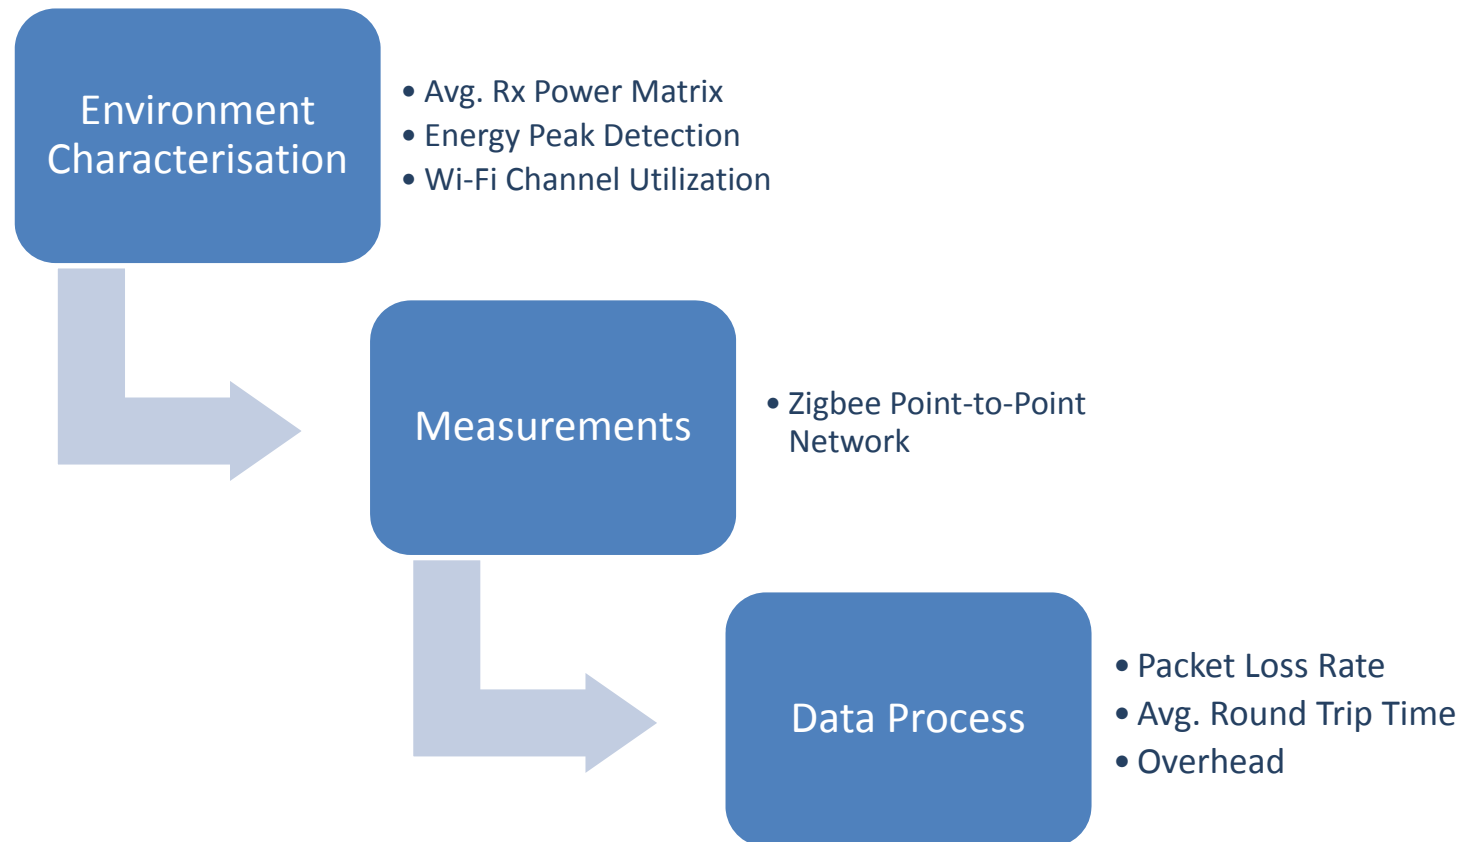 Environment
Characterisation
• Avg. Rx Power Matrix
• Energy Peak Detection
• Wi-Fi Channel Utilization
Measurements
• Zigbee Point-to-Point
Network
Data Process
• Packet Loss Rate
• Avg. Round Trip Time
• Overhead